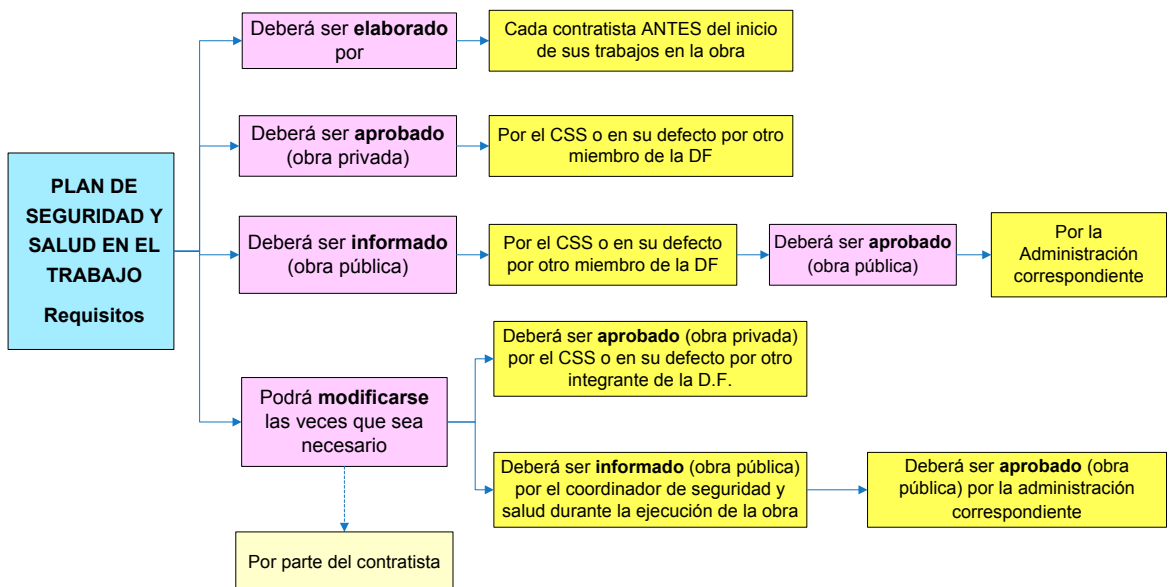 PLAN DE
SEGURIDAD Y
SALUD EN EL
TRABAJO
Requisitos
Deberá ser elaborado
por
Cada contratista ANTES del inicio
de sus trabajos en la obra
Deberá ser aprobado
(obra privada)
Por el CSS o en su defecto por otro
miembro de la DF
Deberá ser informado
(obra pública)
Por el CSS o en su defecto
por otro miembro de la DF
Deberá ser aprobado
(obra pública)
Por la
Administración
correspondiente
Podrá modificarse
las veces que sea
necesario
Deberá ser aprobado (obra privada)
por el CSS o en su defecto por otro
integrante de la D.F.
Deberá ser informado (obra pública)
por el coordinador de seguridad y
salud durante la ejecución de la obra
Deberá ser aprobado (obra
pública) por la administración
correspondiente
Por parte del contratista